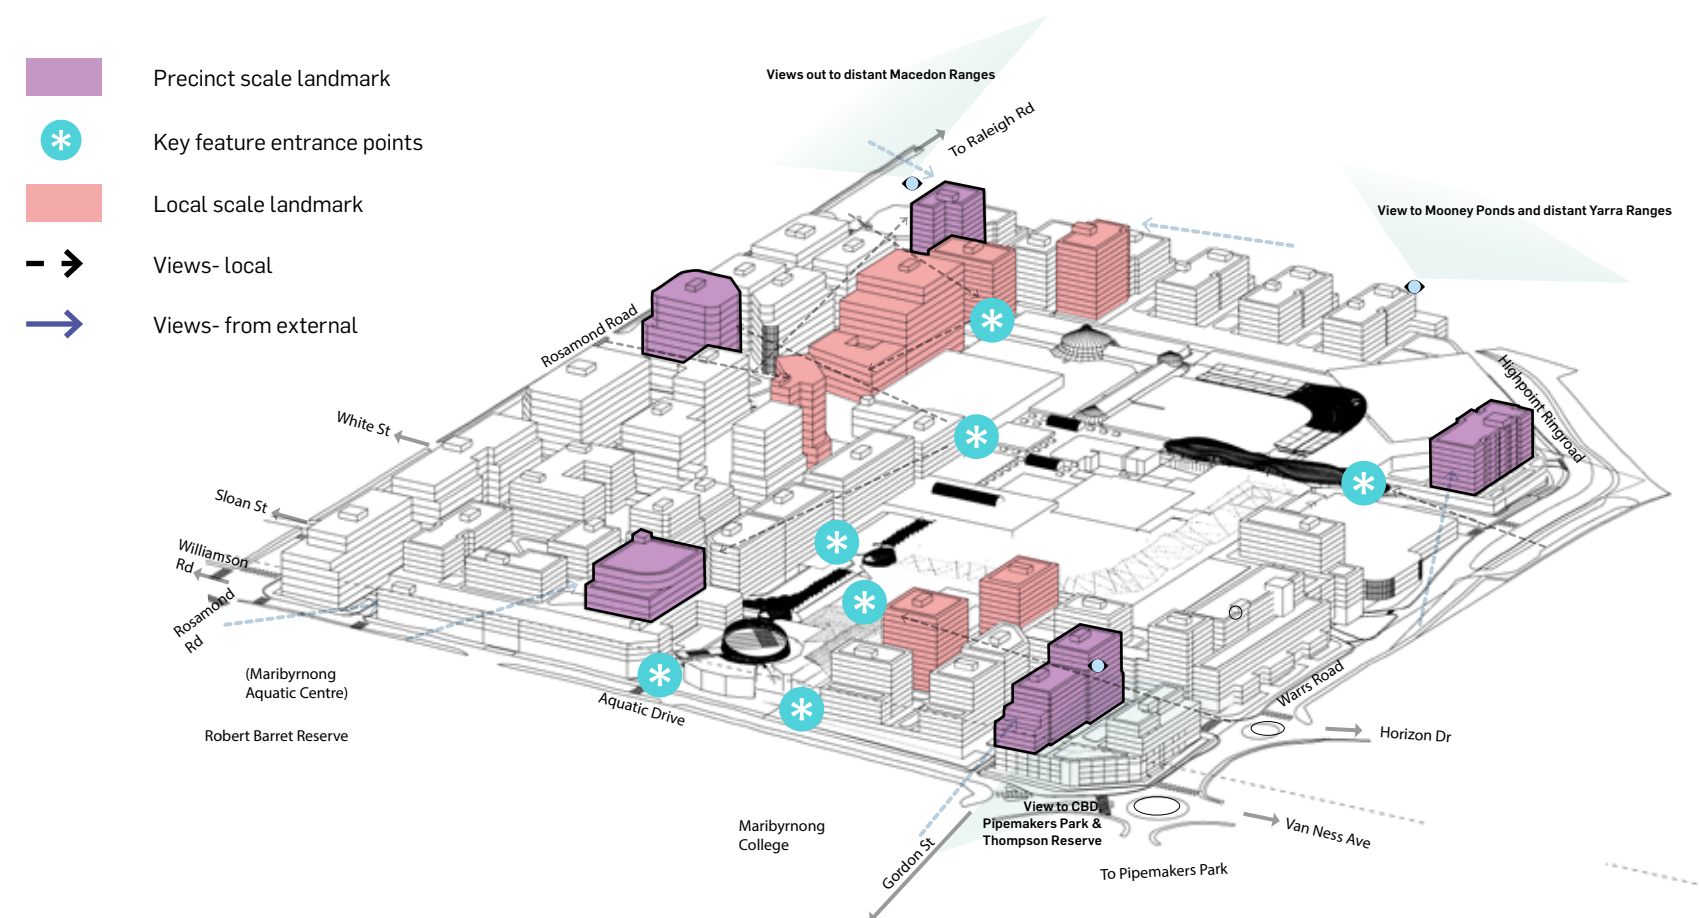 Precinct scale landmark
Key feature entrance points
Local scale landmark
Views- local
Views- from external
Views out to distant Macedon Ranges
To Raleigh Rd
View to Mooney Ponds and distant Yarra Ranges
Rosamond Road
Highpoint Ringroad
White St
Sloan St
Williamson
Rd
Rosamond
Rd
(Maribyrnong
Aquatic Centre)
Robert Barret Reserve
Aquatic Drive
Warrs Road
Horizon Dr
View to CBD,
Pipemakers Park &
Thompson Reserve
Maribyrnong
College
Gordon St
Van Ness Ave
To Pipemakers Park